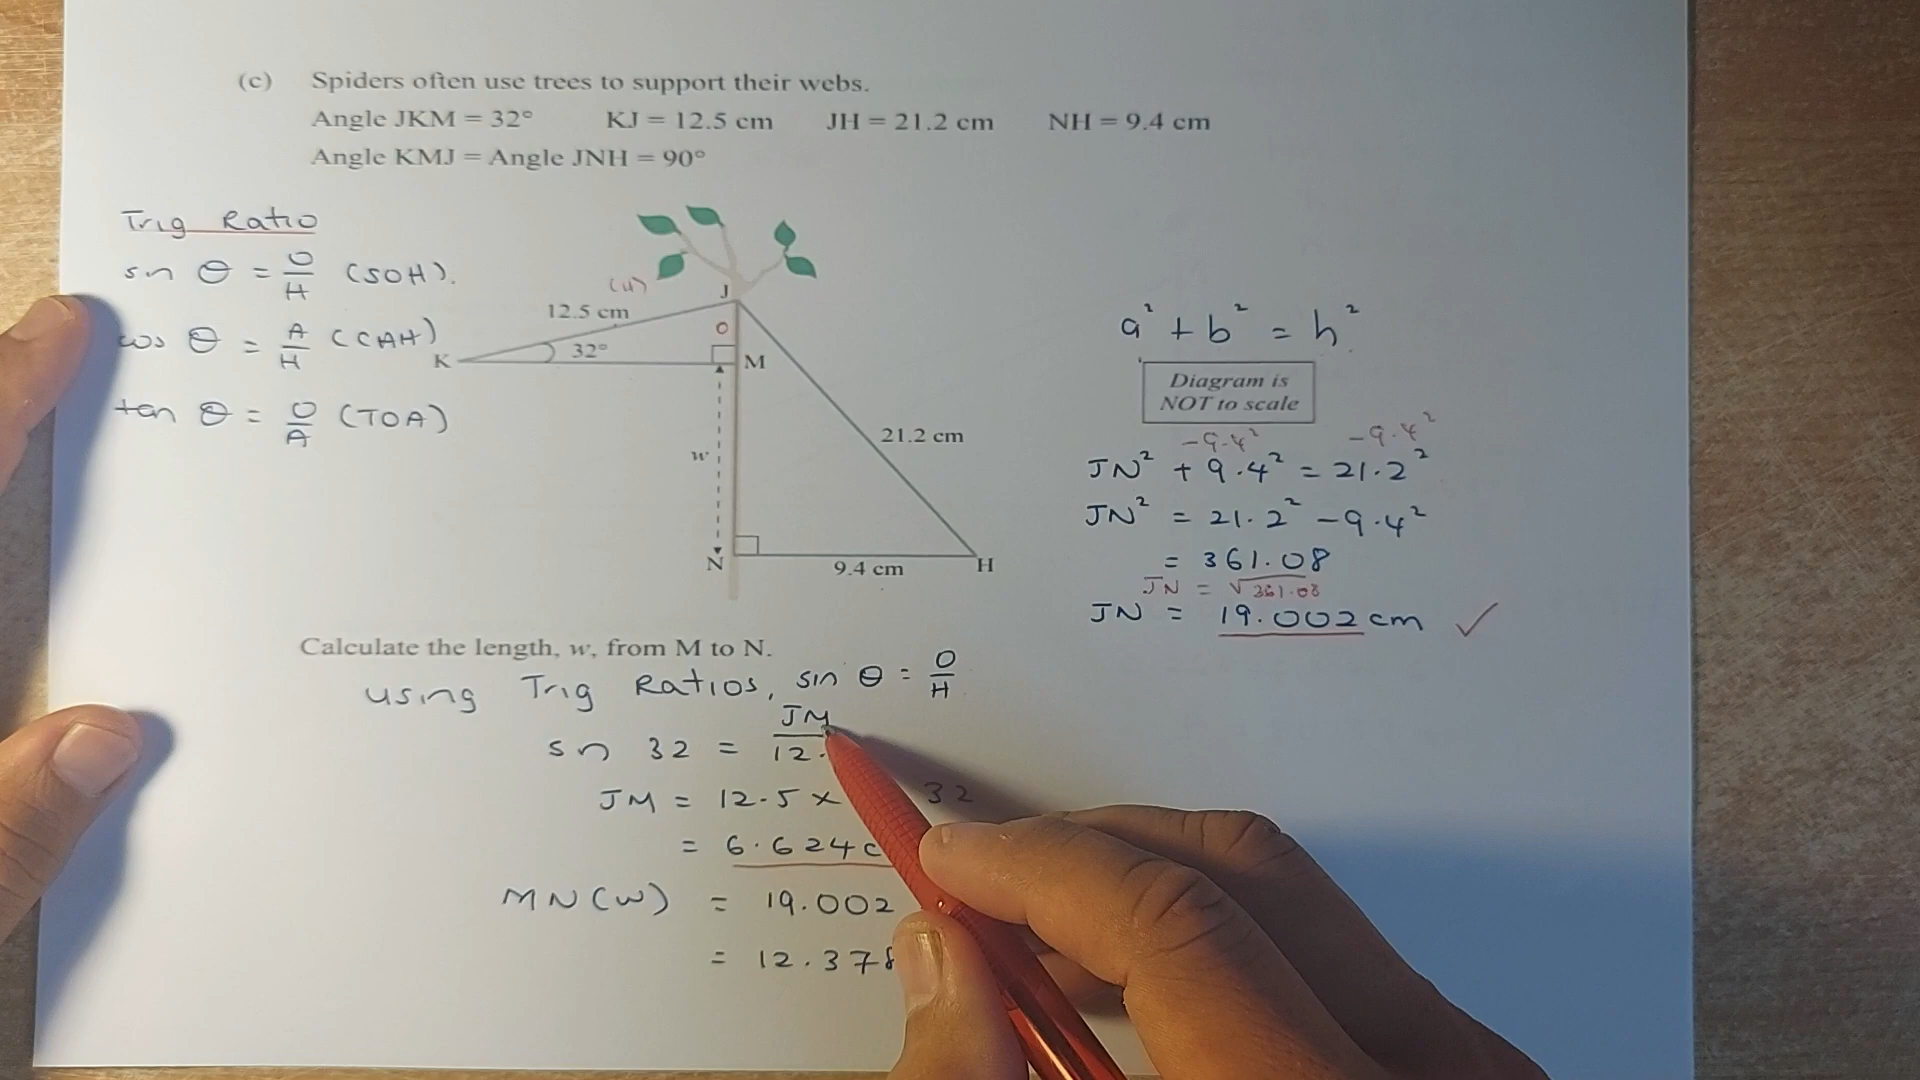 (c) Spiders often use trees to support their webs.
Angle JKM = 32° KJ = 12.5 cm JH = 21.2 cm NH = 9.4 cm
Angle KMJ = Angle JNH = 90°
Trig Ratio
sin θ = O/H (SOH).
cos θ = A/H (CAH)
tan θ = O/A (TOA)
(H)
J
12.5 cm
O
K
32°
M
21.2 cm
w
N
9.4 cm
H
a² + b² = h²
Diagram is
NOT to scale
-9.4² -9.4²
JN² + 9.4² = 21.2²
JN² = 21.2² - 9.4²
= 361.08
JN = √361.08
JN = 19.002 cm ✓
Calculate the length, w, from M to N.
using Trig Ratios, sin θ = O/H
sin 32 = JM/12.
JM = 12.5 × 32
= 6.624c
MN(w) = 19.002
= 12.378